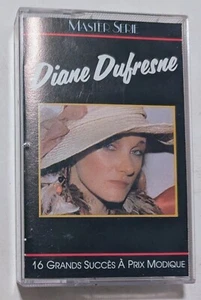 MASTER SERIE
Diane Dufresne
16 GRANDS SUCCÈS À PRIX MODIQUE